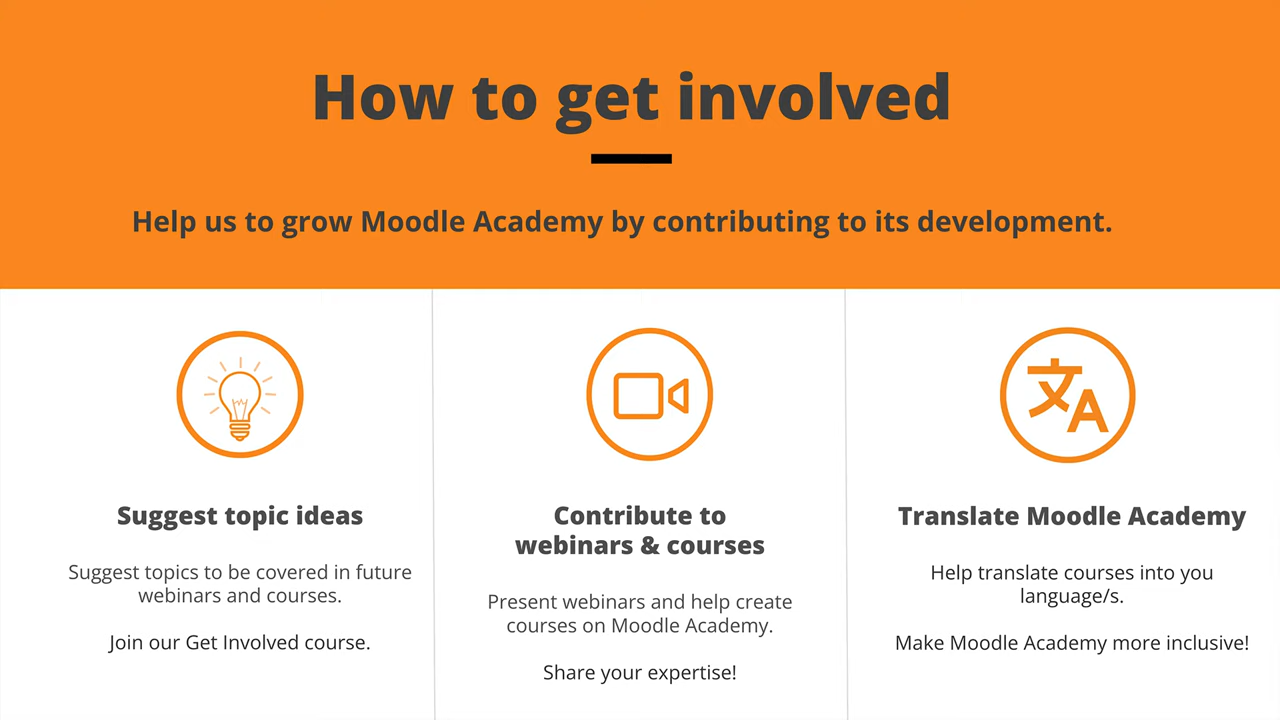 How to get involved
Help us to grow Moodle Academy by contributing to its development.
文A
Suggest topic ideas
Suggest topics to be covered in future
webinars and courses.
Join our Get Involved course.
Contribute to
webinars & courses
Present webinars and help create
courses on Moodle Academy.
Share your expertise!
Translate Moodle Academy
Help translate courses into you
language/s.
Make Moodle Academy more inclusive!